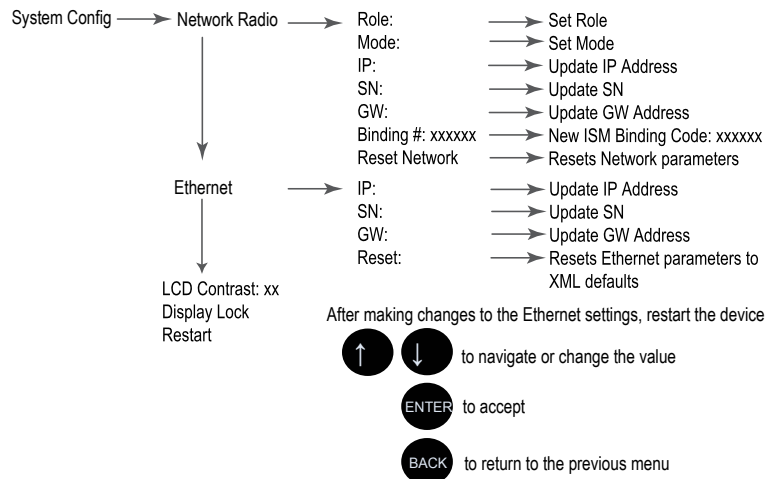 System Config Network Radio Role: Set Role
Mode: Set Mode
IP: Update IP Address
SN: Update SN
GW: Update GW Address
Binding #: xxxxxx New ISM Binding Code: xxxxxx
Reset Network Resets Network parameters
Ethernet IP: Update IP Address
SN: Update SN
GW: Update GW Address
Reset: Resets Ethernet parameters to
XML defaults
LCD Contrast: xx
Display Lock
Restart
After making changes to the Ethernet settings, restart the device
↑ ↓ to navigate or change the value
ENTER to accept
BACK to return to the previous menu